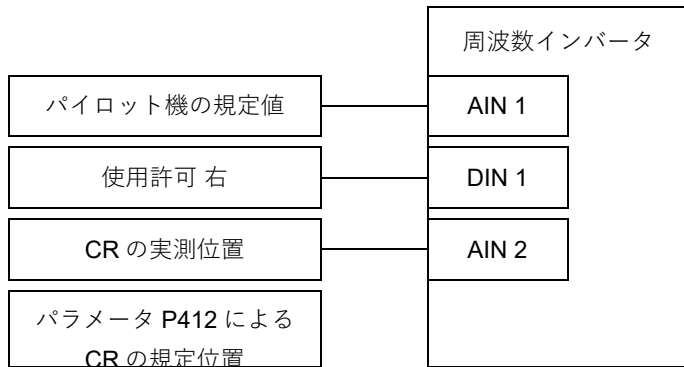 周波数インバータ
パイロット機の規定値
AIN 1
使用許可 右
DIN 1
CR の実測位置
AIN 2
パラメータ P412 による
CR の規定位置